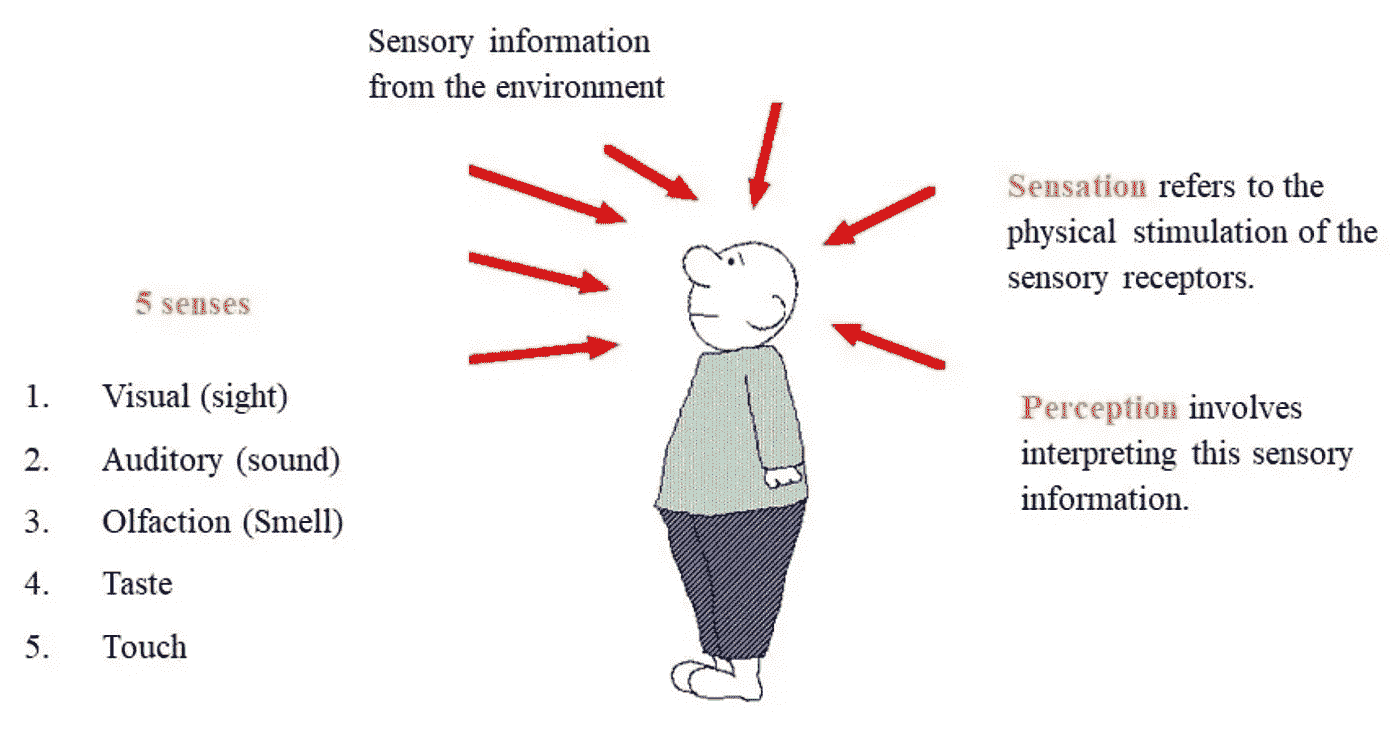 Sensory information
from the environment
Sensation refers to the
physical stimulation of the
sensory receptors.
5 senses
1. Visual (sight)
2. Auditory (sound)
3. Olfaction (Smell)
4. Taste
5. Touch
Perception involves
interpreting this sensory
information.